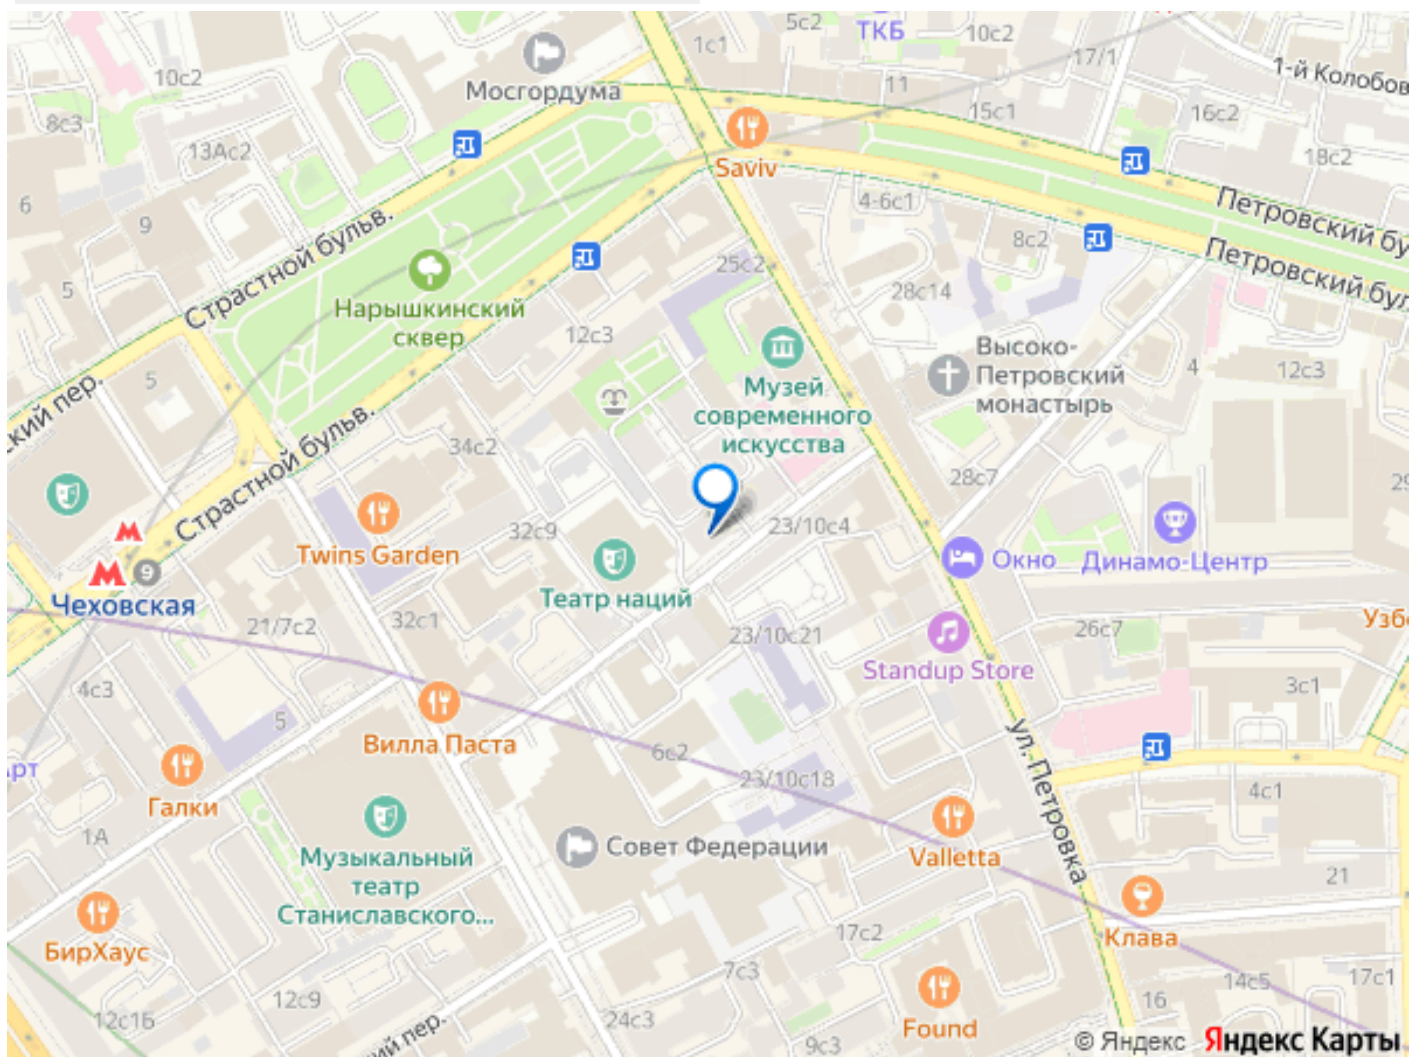 5с2
ТКБ
10с2
1с1
17/1
Мосгордума
10с2
11
1-й Колобов
8с3
15с1
16с2
13Ас2
Saviv
18с2
6
9
4-6с1
Петровский бу
Страстной бульв.
8с2
Петровский бул
25с2
5
28с14
Нарышкинский
сквер
12с3
Высоко-
Петровский
монастырь
4
12с3
5
Музей
современного
искусства
ский пер.
Страстной бульв.
34с2
28с7
29
32с9
23/10с4
Twins Garden
Театр наций
Окно
Динамо-Центр
9
Чеховская
21/7с2
32с1
23/10с21
26с7
Узбе
Standup Store
4с3
3с1
5
Вилла Паста
6с2
ул. Петровка
арт
Галки
23/10с18
4с1
1А
Музыкальный
театр
Станиславского...
Совет Федерации
Valletta
21
БирХаус
17с2
Клава
7с3
14с5
17с1
12с9
12с1Б
ий пер.
24с3
Found
16
9с3
© Яндекс Яндекс Карты